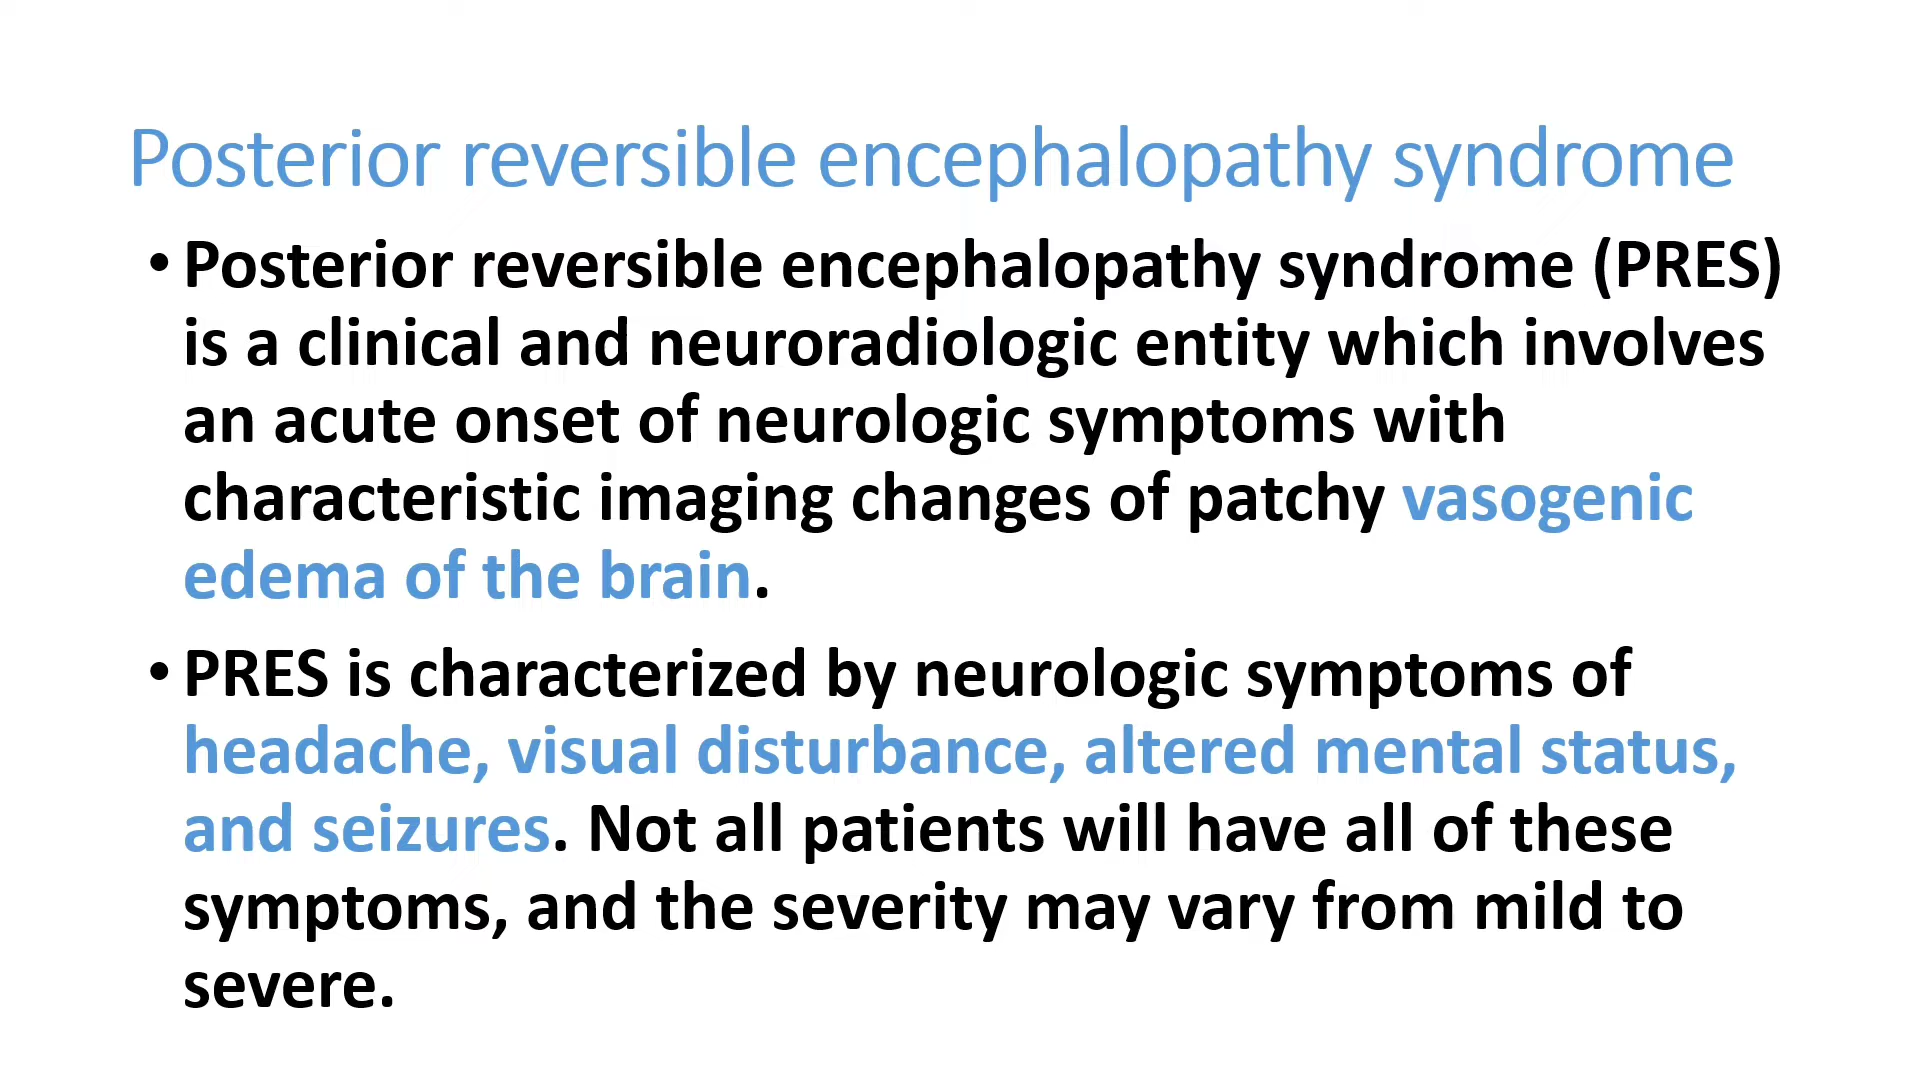 Posterior reversible encephalopathy syndrome
• Posterior reversible encephalopathy syndrome (PRES)
is a clinical and neuroradiologic entity which involves
an acute onset of neurologic symptoms with
characteristic imaging changes of patchy vasogenic
edema of the brain.
• PRES is characterized by neurologic symptoms of
headache, visual disturbance, altered mental status,
and seizures. Not all patients will have all of these
symptoms, and the severity may vary from mild to
severe.